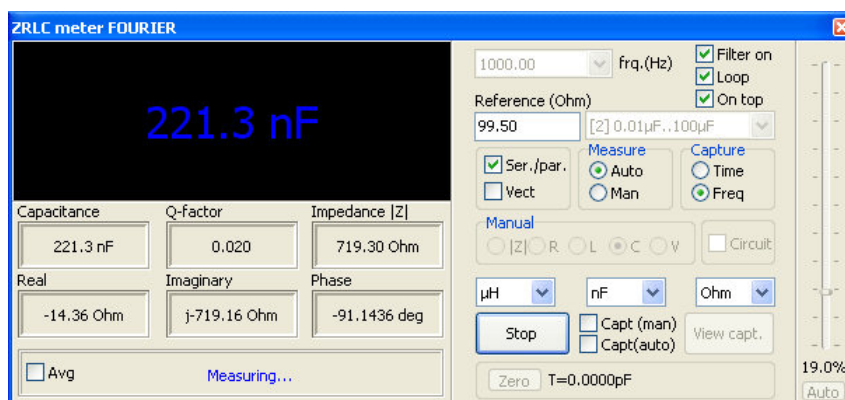 ZRLC meter FOURIER
221.3 nF
Capacitance Q-factor Impedance |Z|
221.3 nF 0.020 719.30 Ohm
Real Imaginary Phase
-14.36 Ohm j-719.16 Ohm -91.1436 deg
Avg Measuring...
1000.00 frq.(Hz) Filter on
Loop
Reference (Ohm) On top
99.50 [2] 0.01µF..100µF
Ser./par. Measure Capture
Auto Time
Vect Man Freq
Manual
|Z| R L C V Circuit
µH nF Ohm
Stop Capt (man) View capt.
Capt(auto)
Zero T=0.0000pF
19.0%
Auto